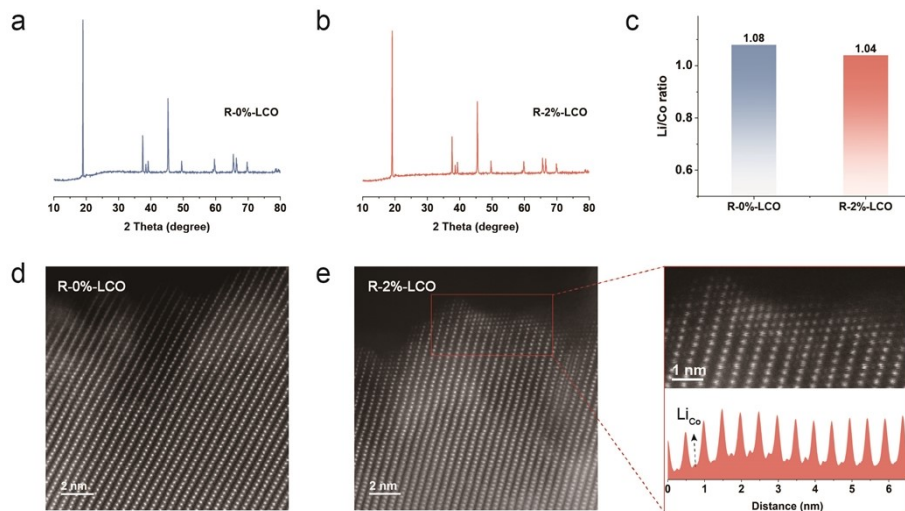 a
R-0%-LCO
10 20 30 40 50 60 70 80
2 Theta (degree)
b
R-2%-LCO
10 20 30 40 50 60 70 80
2 Theta (degree)
c
1.08
1.04
1.0
0.8
0.6
Li/Co ratio
R-0%-LCO R-2%-LCO
d
R-0%-LCO
2 nm
e
R-2%-LCO
2 nm
1 nm
LiCo
0 1 2 3 4 5 6
Distance (nm)